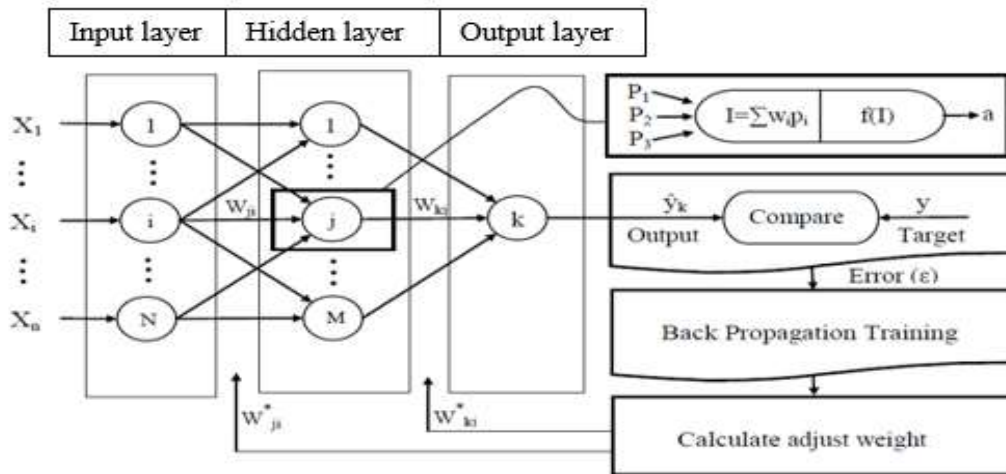 Input layer
Hidden layer
Output layer
X₁
⋮
Xᵢ
⋮
Xₙ
1
⋮
i
⋮
N
Wⱼᵢ
1
⋮
j
⋮
M
Wₖⱼ
k
P₁
P₂
P₃
I=∑wᵢpᵢ
f(I)
a
ŷₖ
Output
Compare
y
Target
Error (ε)
Back Propagation Training
Calculate adjust weight
W*ⱼᵢ